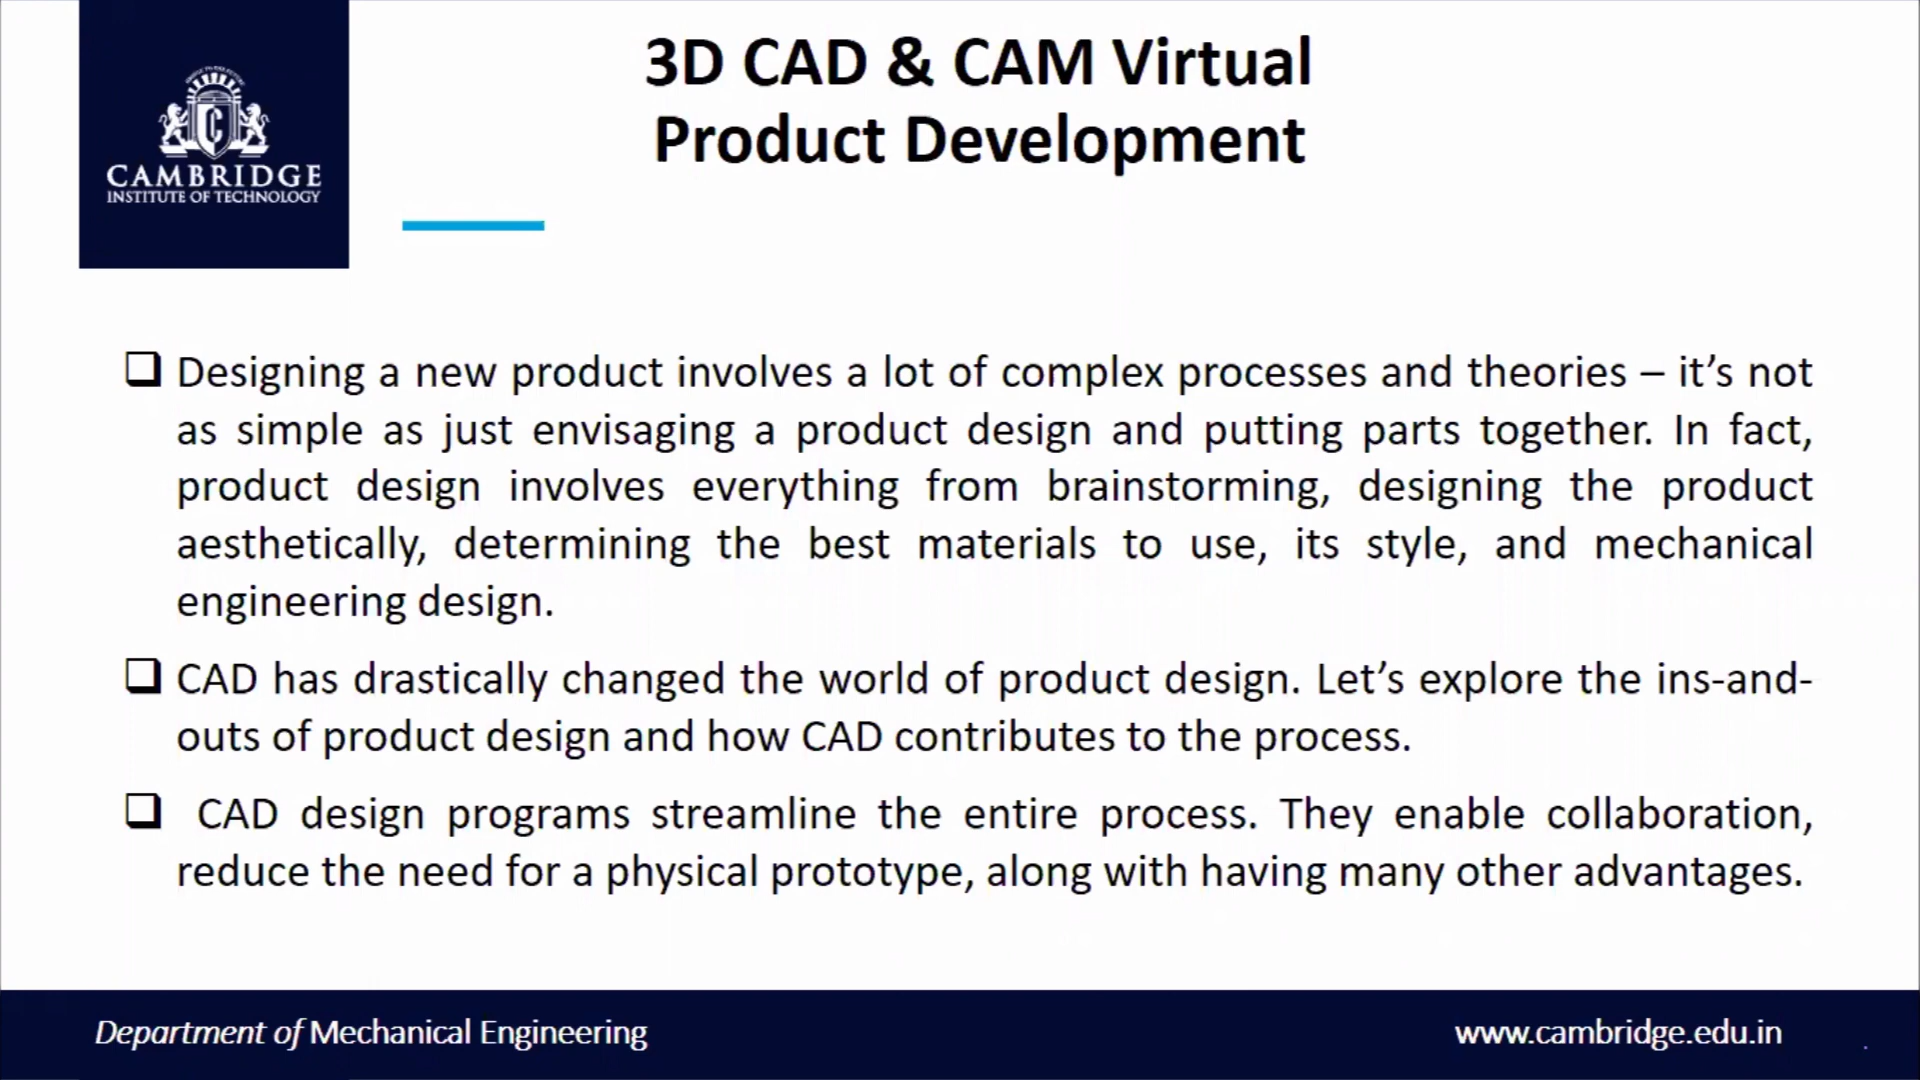 3D CAD & CAM Virtual
Product Development
CAMBRIDGE
INSTITUTE OF TECHNOLOGY
Designing a new product involves a lot of complex processes and theories – it’s not
as simple as just envisaging a product design and putting parts together. In fact,
product design involves everything from brainstorming, designing the product
aesthetically, determining the best materials to use, its style, and mechanical
engineering design.
CAD has drastically changed the world of product design. Let’s explore the ins-and-
outs of product design and how CAD contributes to the process.
CAD design programs streamline the entire process. They enable collaboration,
reduce the need for a physical prototype, along with having many other advantages.
Department of Mechanical Engineering
www.cambridge.edu.in